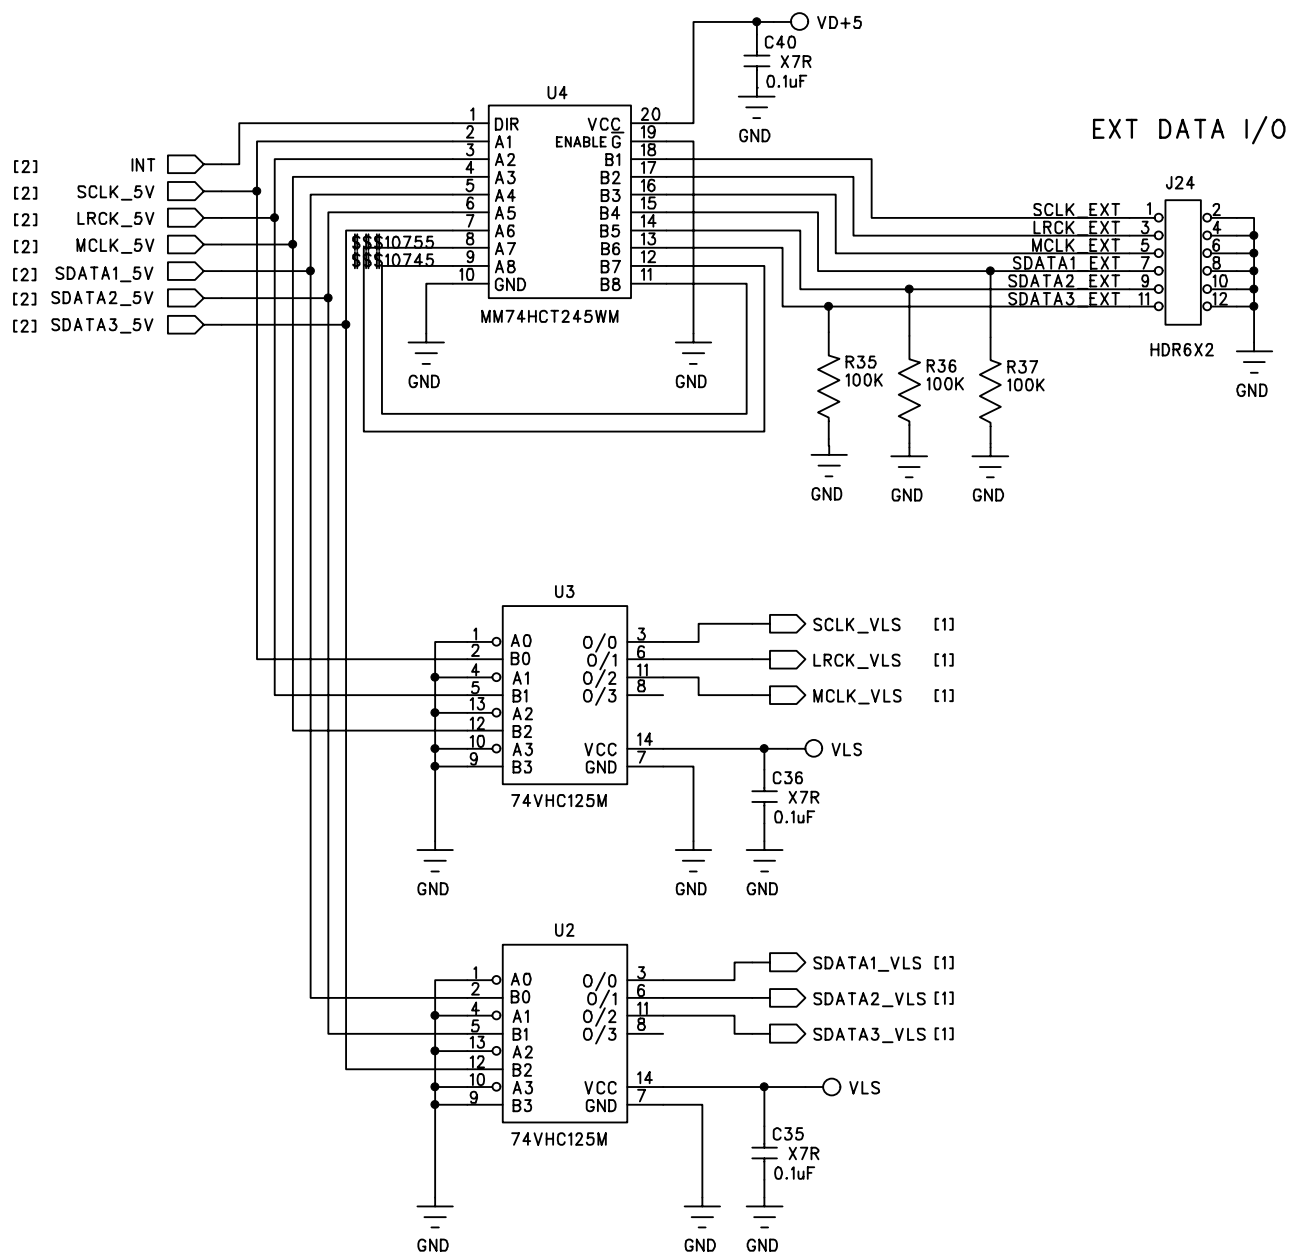 VD+5
C40
X7R
0.1uF
GND
U4
1 DIR VCC 20
2 A1 ENABLE G 19
3 A2 B1 18
4 A3 B2 17
5 A4 B3 16
6 A5 B4 15
7 A6 B5 14
8 A7 B6 13
9 A8 B7 12
10 GND B8 11
MM74HCT245WM
$$$10755
$$$10745
GND
GND
[2] INT
[2] SCLK_5V
[2] LRCK_5V
[2] MCLK_5V
[2] SDATA1_5V
[2] SDATA2_5V
[2] SDATA3_5V
EXT DATA I/O
J24
SCLK_EXT 1 2
LRCK_EXT 3 4
MCLK_EXT 5 6
SDATA1_EXT 7 8
SDATA2_EXT 9 10
SDATA3_EXT 11 12
HDR6X2
GND
R35
100K
R36
100K
R37
100K
GND
GND
GND
U3
1 A0 O/0 3
2 B0 O/1 6
4 A1 O/2 11
5 B1 O/3 8
13 A2
12 B2
10 A3 VCC 14
9 B3 GND 7
74VHC125M
SCLK_VLS [1]
LRCK_VLS [1]
MCLK_VLS [1]
VLS
C36
X7R
0.1uF
GND
GND
GND
U2
1 A0 O/0 3
2 B0 O/1 6
4 A1 O/2 11
5 B1 O/3 8
13 A2
12 B2
10 A3 VCC 14
9 B3 GND 7
74VHC125M
SDATA1_VLS [1]
SDATA2_VLS [1]
SDATA3_VLS [1]
VLS
C35
X7R
0.1uF
GND
GND
GND